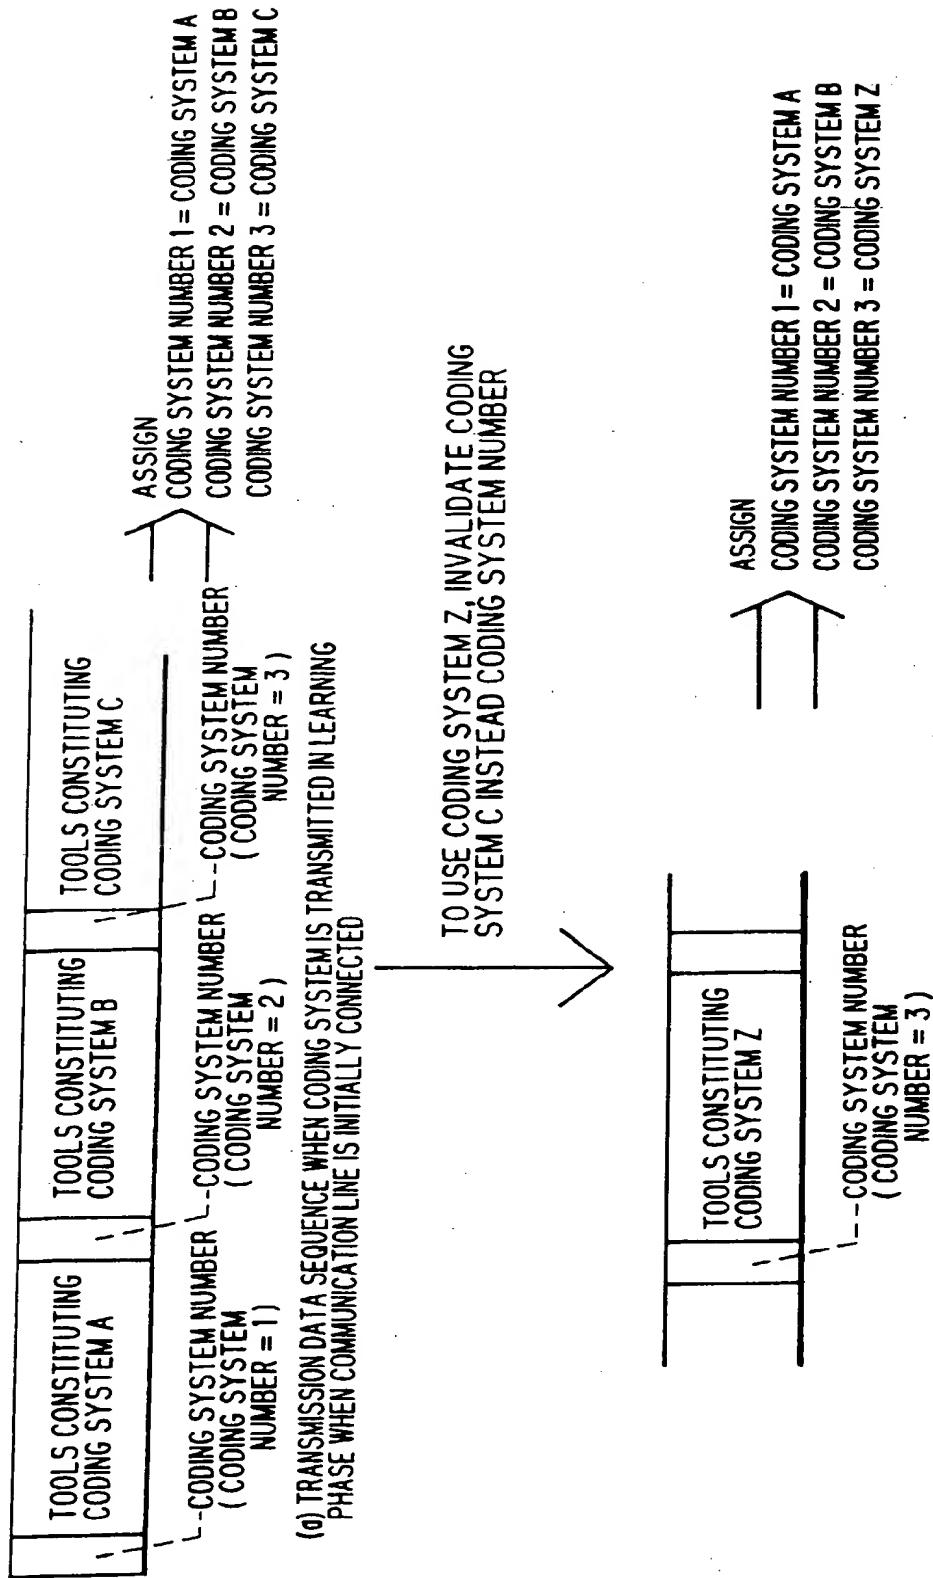 TOOLS CONSTITUTING
CODING SYSTEM A
TOOLS CONSTITUTING
CODING SYSTEM B
TOOLS CONSTITUTING
CODING SYSTEM C
CODING SYSTEM NUMBER
( CODING SYSTEM
NUMBER = 1)
CODING SYSTEM NUMBER
( CODING SYSTEM
NUMBER = 2 )
CODING SYSTEM NUMBER
( CODING SYSTEM
NUMBER = 3 )
ASSIGN
CODING SYSTEM NUMBER 1 = CODING SYSTEM A
CODING SYSTEM NUMBER 2 = CODING SYSTEM B
CODING SYSTEM NUMBER 3 = CODING SYSTEM C
(a) TRANSMISSION DATA SEQUENCE WHEN CODING SYSTEM IS TRANSMITTED IN LEARNING
PHASE WHEN COMMUNICATION LINE IS INITIALLY CONNECTED
TO USE CODING SYSTEM Z, INVALIDATE CODING
SYSTEM C INSTEAD CODING SYSTEM NUMBER
TOOLS CONSTITUTING
CODING SYSTEM Z
CODING SYSTEM NUMBER
( CODING SYSTEM
NUMBER = 3)
ASSIGN
CODING SYSTEM NUMBER 1 = CODING SYSTEM A
CODING SYSTEM NUMBER 2 = CODING SYSTEM B
CODING SYSTEM NUMBER 3 = CODING SYSTEM Z